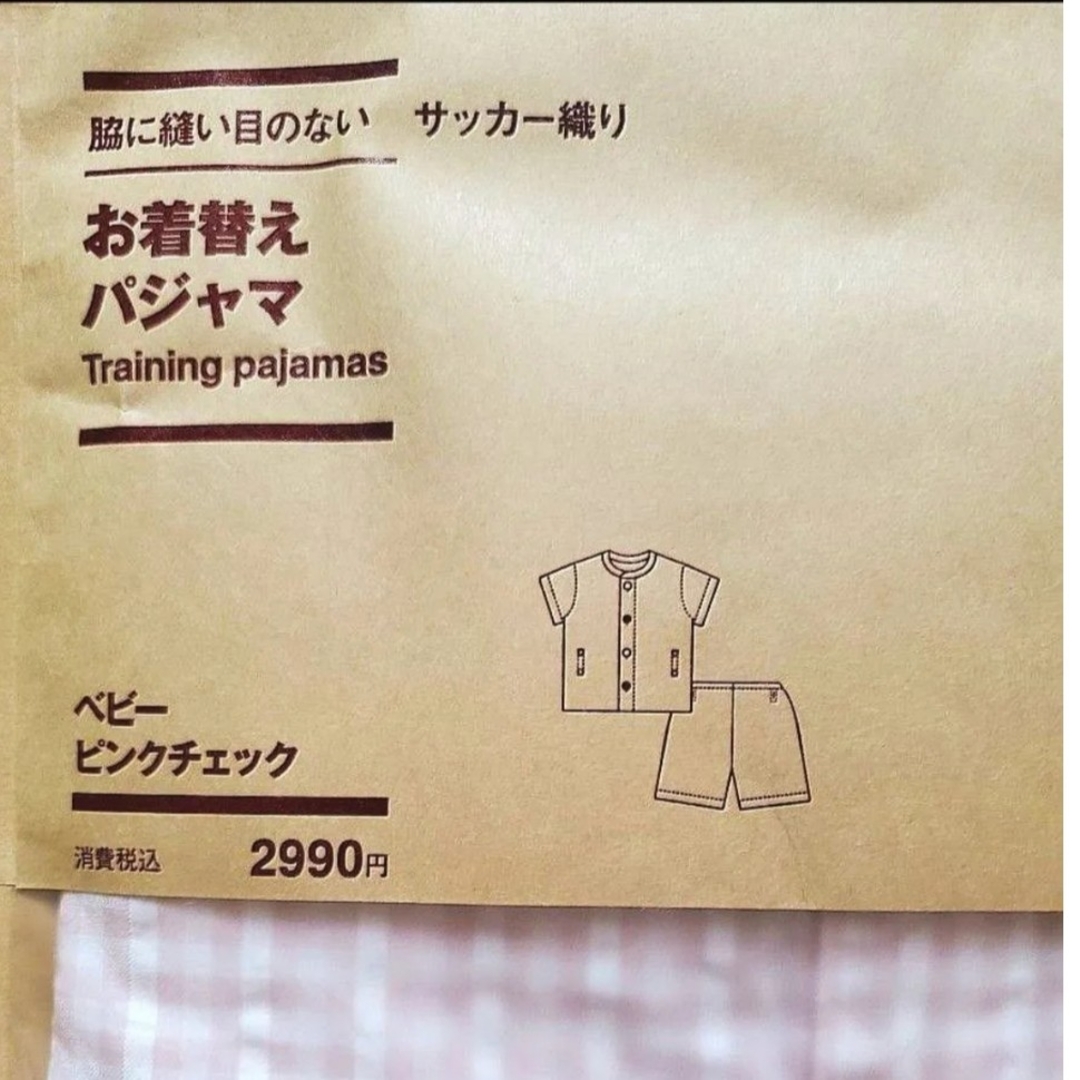 脇に縫い目のない サッカー織り
お着替え
パジャマ
Training pajamas
ベビー
ピンクチェック
消費税込 2990円